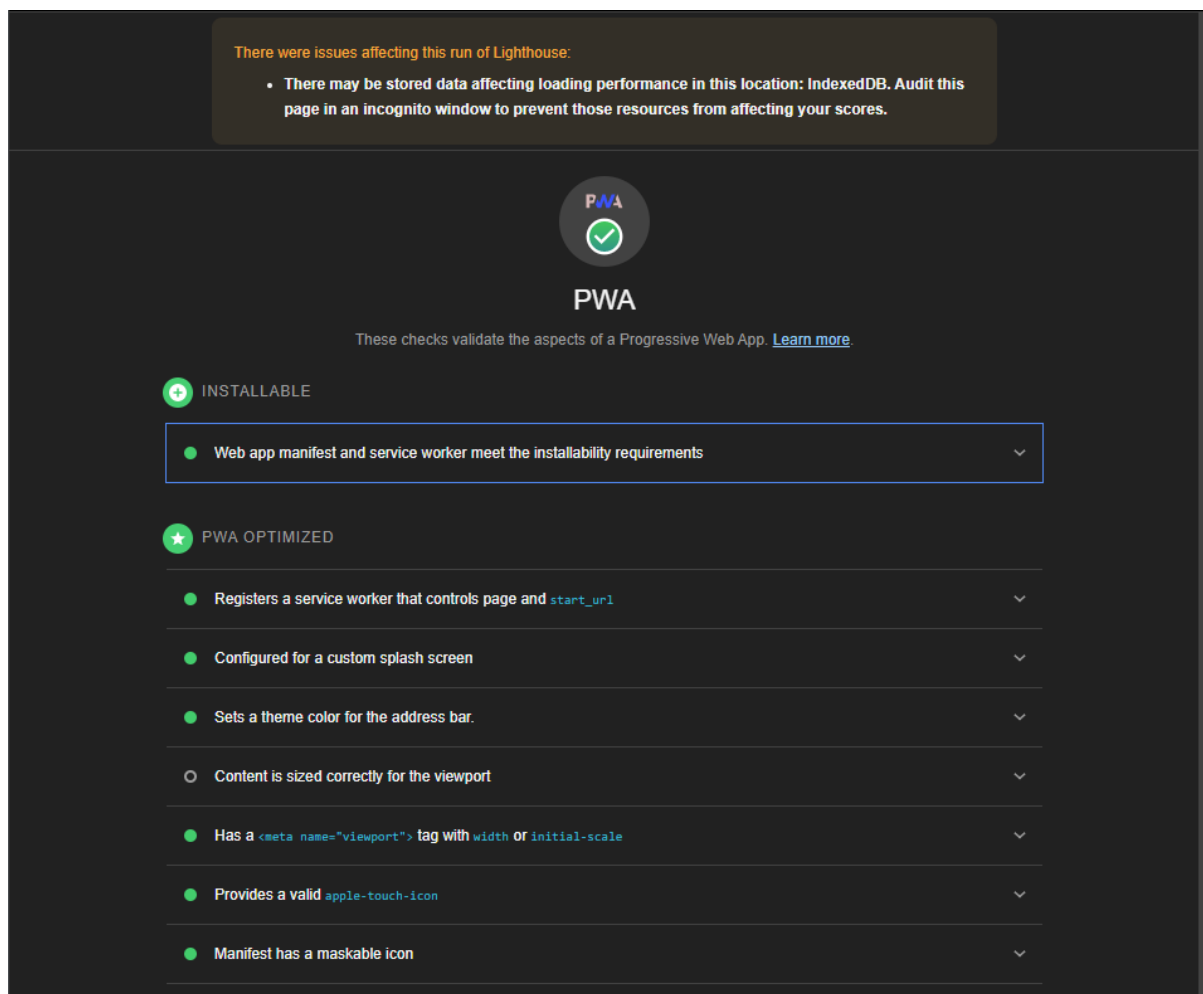 There were issues affecting this run of Lighthouse:
• There may be stored data affecting loading performance in this location: IndexedDB. Audit this
page in an incognito window to prevent those resources from affecting your scores.
PWA
PWA
These checks validate the aspects of a Progressive Web App. Learn more.
INSTALLABLE
Web app manifest and service worker meet the installability requirements
PWA OPTIMIZED
Registers a service worker that controls page and start_url
Configured for a custom splash screen
Sets a theme color for the address bar.
Content is sized correctly for the viewport
Has a <meta name="viewport"> tag with width or initial-scale
Provides a valid apple-touch-icon
Manifest has a maskable icon